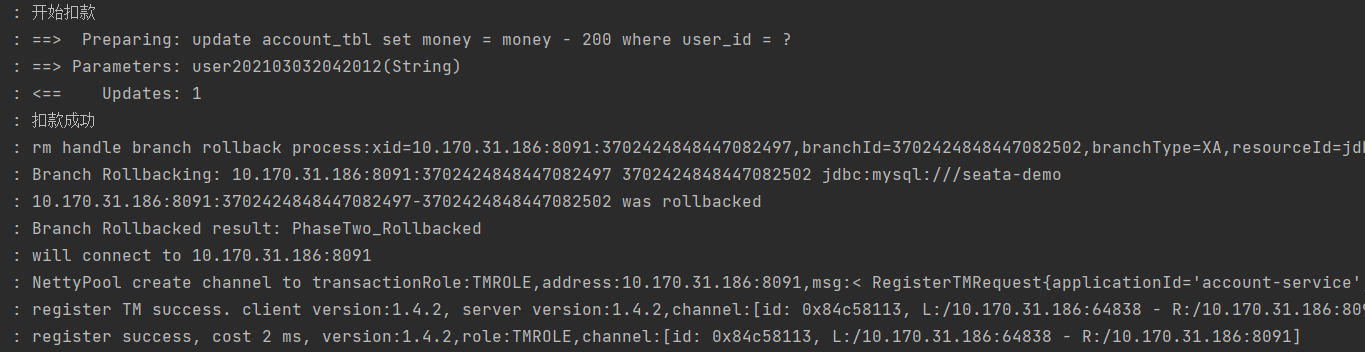 : 开始扣款
: ==>  Preparing: update account_tbl set money = money - 200 where user_id = ?
: ==> Parameters: user202103032042012(String)
: <==    Updates: 1
: 扣款成功
: rm handle branch rollback process:xid=10.170.31.186:8091:3702424848447082497,branchId=3702424848447082502,branchType=XA,resourceId=jdb
: Branch Rollbacking: 10.170.31.186:8091:3702424848447082497 3702424848447082502 jdbc:mysql:///seata-demo
: 10.170.31.186:8091:3702424848447082497-3702424848447082502 was rollbacked
: Branch Rollbacked result: PhaseTwo_Rollbacked
: will connect to 10.170.31.186:8091
: NettyPool create channel to transactionRole:TMROLE,address:10.170.31.186:8091,msg:< RegisterTMRequest{applicationId='account-service'
: register TM success. client version:1.4.2, server version:1.4.2,channel:[id: 0x84c58113, L:/10.170.31.186:64838 - R:/10.170.31.186:809
: register success, cost 2 ms, version:1.4.2,role:TMROLE,channel:[id: 0x84c58113, L:/10.170.31.186:64838 - R:/10.170.31.186:8091]